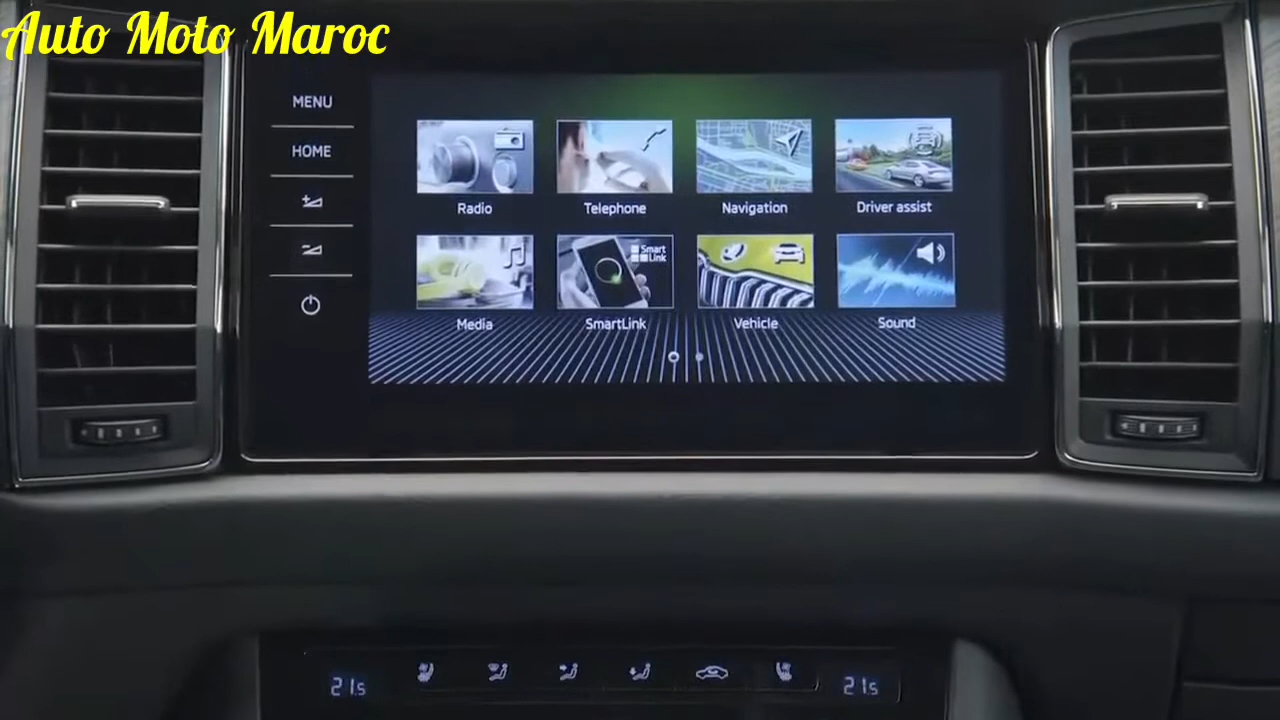 Auto Moto Maroc
MENU
HOME
Radio
Telephone
Navigation
Driver assist
Smart
Link
Media
SmartLink
Vehicle
Sound
21.5
21.5